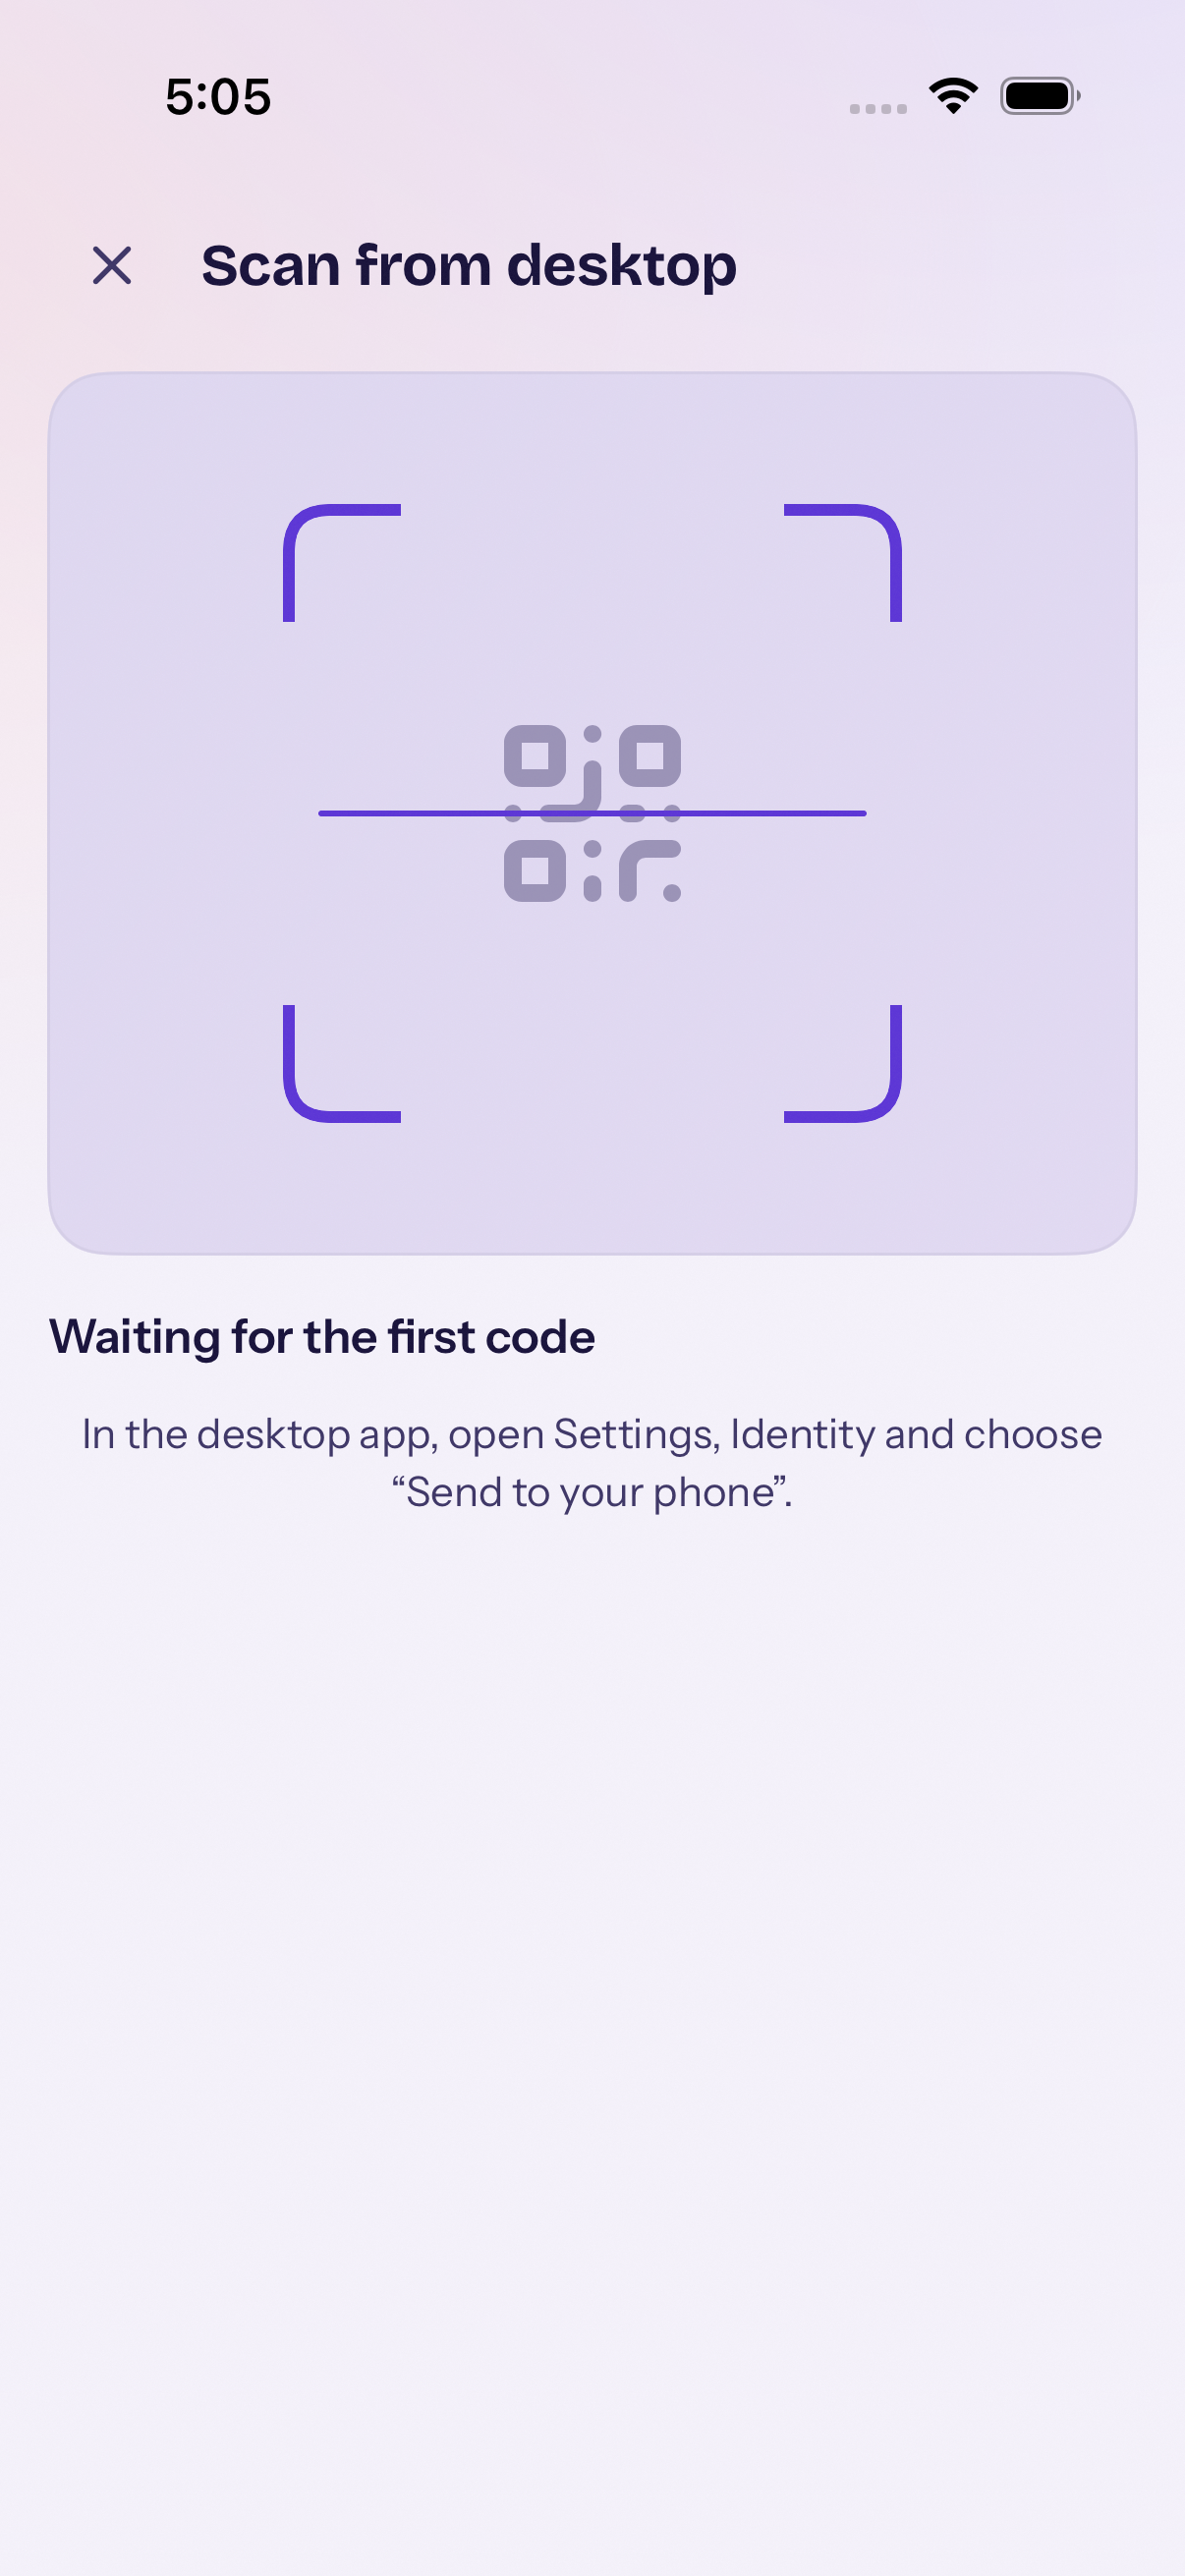 5:05
Scan from desktop
Waiting for the first code
In the desktop app, open Settings, Identity and choose
“Send to your phone”.